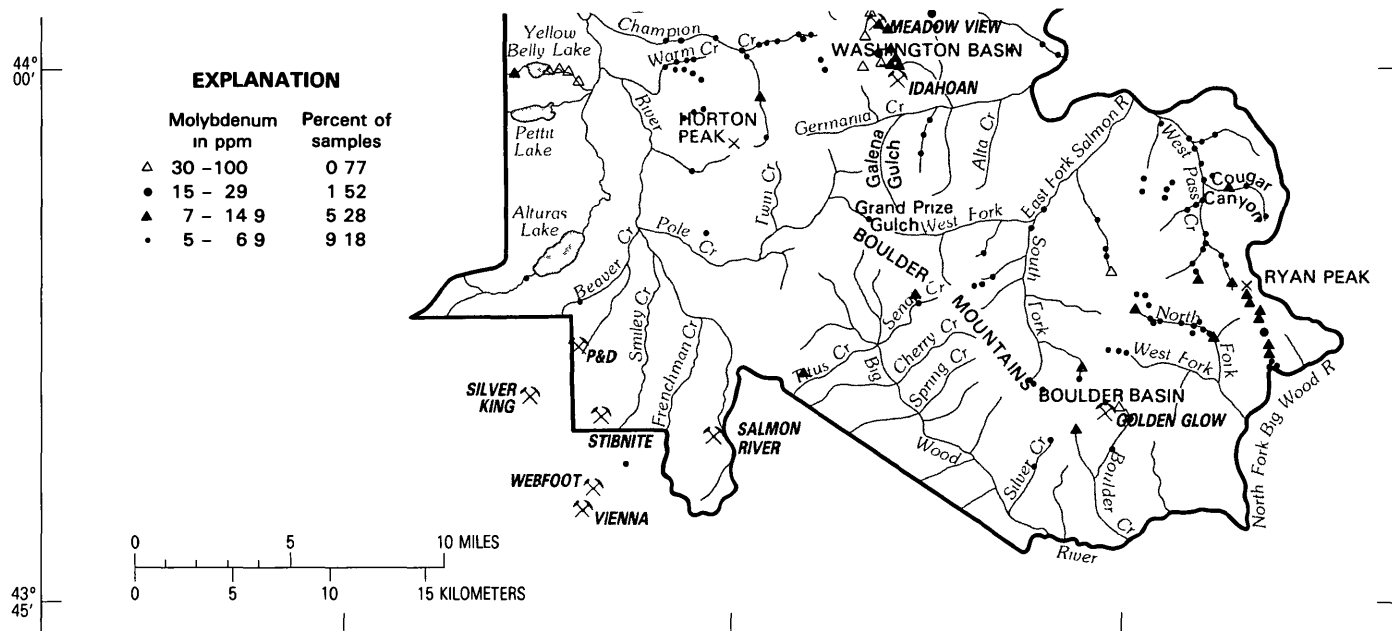 44°
00'
EXPLANATION
Molybdenum
in ppm
Percent of
samples
30 - 100 0 77
15 - 29 1 52
7 - 14 9 5 28
5 - 6 9 9 18
Yellow
Belly Lake
Pettit
Lake
Alturas
Lake
Champion
Cr
Warm Cr
River
HORTON
PEAK
MEADOW VIEW
WASHINGTON BASIN
IDAHOAN
Germania Cr
Galena
Gulch
Alta Cr
East Fork Salmon R
West
Pass
Cr
Cougar
Canyon
Twin Cr
Grand Prize
Gulch
West Fork
Pole
Cr
Beaver
Cr
Smiley Cr
Frenchman Cr
BOULDER
MOUNTAINS
South
Fork
RYAN PEAK
Senate Cr
Titus Cr
Big
Cherry Cr
Spring Cr
Wood
River
Silver Cr
North
Fork
West Fork
BOULDER BASIN
GOLDEN GLOW
Boulder
Cr
North Fork Big Wood R
P&D
SILVER
KING
STIBNITE
SALMON
RIVER
WEBFOOT
VIENNA
0 5 10 MILES
0 5 10 15 KILOMETERS
43°
45'